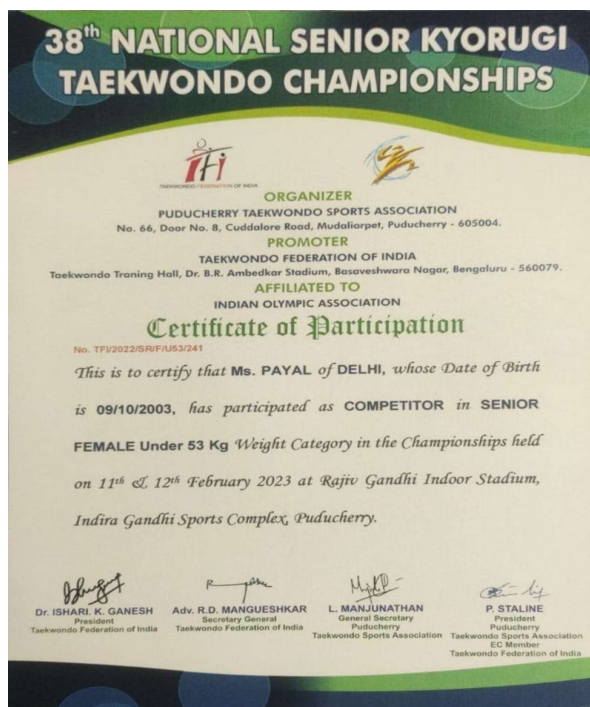 38th NATIONAL SENIOR KYORUGI
TAEKWONDO CHAMPIONSHIPS
TFI
TAEKWONDO FEDERATION OF INDIA
ORGANIZER
PUDUCHERRY TAEKWONDO SPORTS ASSOCIATION
No. 66, Door No. 8, Cuddalore Road, Mudaliarpet, Puducherry - 605004.
PROMOTER
TAEKWONDO FEDERATION OF INDIA
Taekwondo Traning Hall, Dr. B.R. Ambedkar Stadium, Basaveshwara Nagar, Bengaluru - 560079.
AFFILIATED TO
INDIAN OLYMPIC ASSOCIATION
Certificate of Participation
No. TFI/2022/SR/F/U53/241
This is to certify that Ms. PAYAL of DELHI, whose Date of Birth
is 09/10/2003, has participated as COMPETITOR in SENIOR
FEMALE Under 53 Kg Weight Category in the Championships held
on 11th & 12th February 2023 at Rajiv Gandhi Indoor Stadium,
Indira Gandhi Sports Complex, Puducherry.
Dr. ISHARI. K. GANESH
President
Taekwondo Federation of India
Adv. R.D. MANGUESHKAR
Secretary General
Taekwondo Federation of India
L. MANJUNATHAN
General Secretary
Puducherry
Taekwondo Sports Association
P. STALINE
President
Puducherry
Taekwondo Sports Association
EC Member
Taekwondo Federation of India